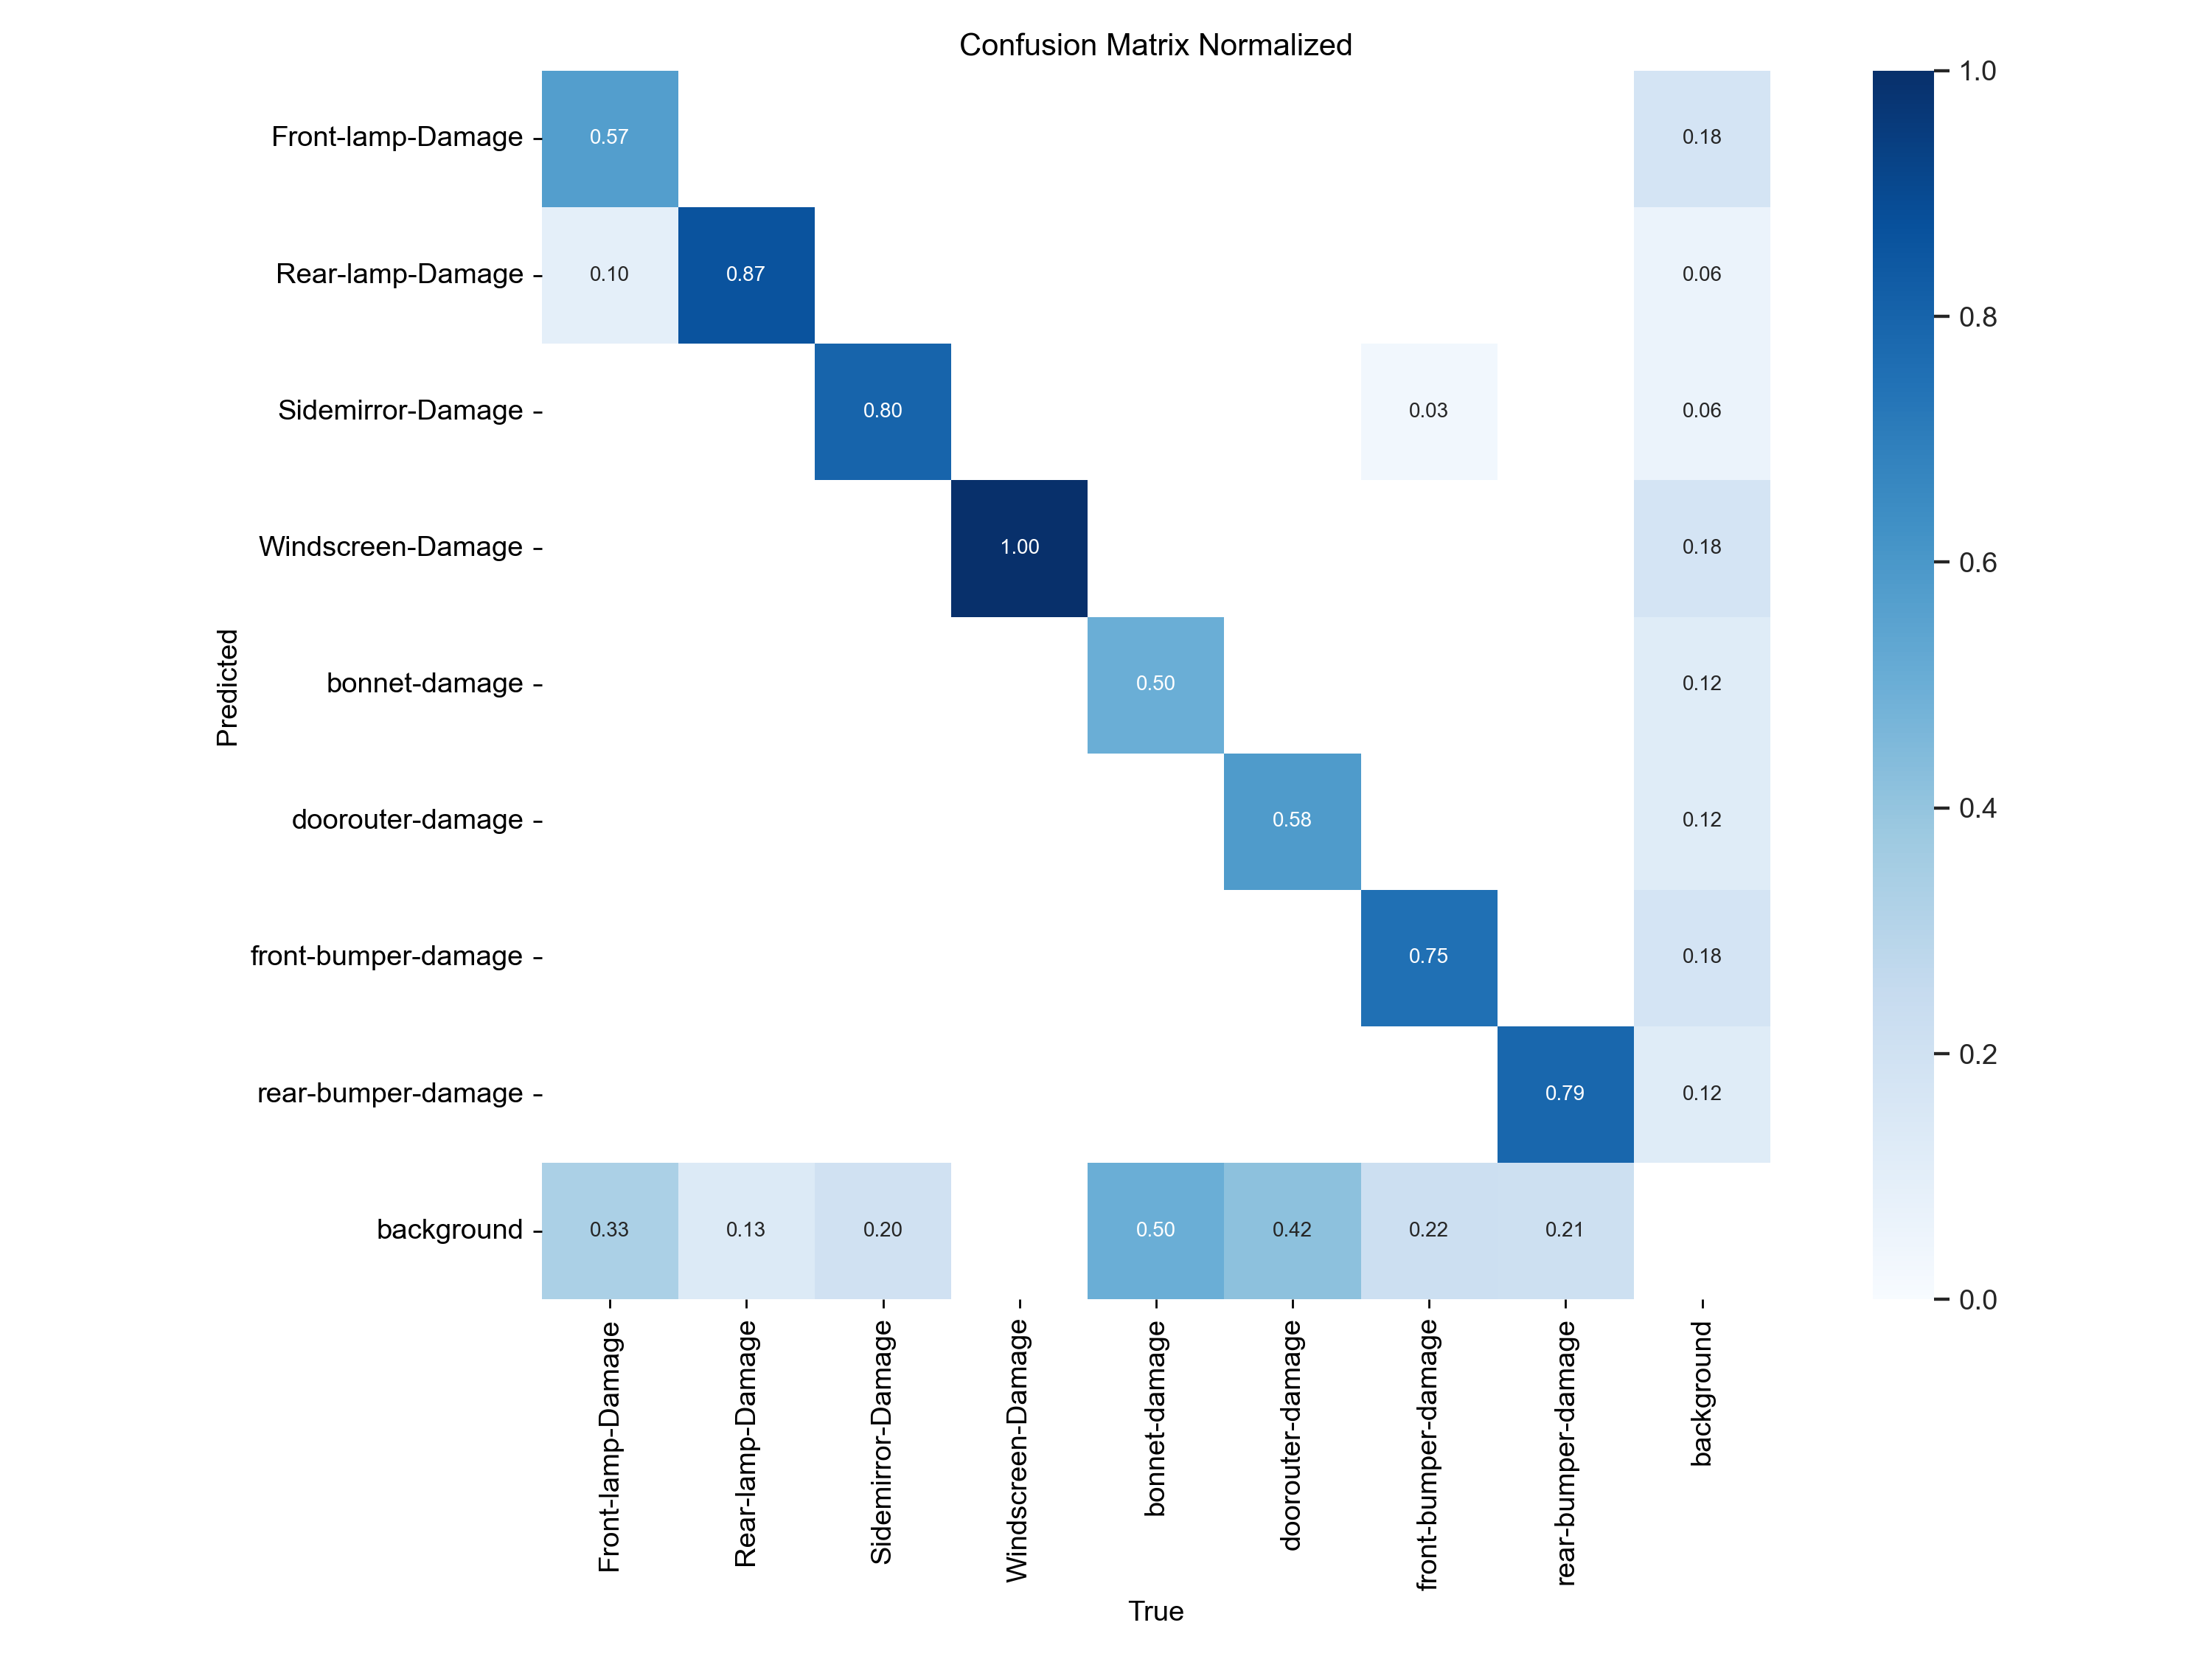 Confusion Matrix Normalized
Front-lamp-Damage 0.57 0.18
Rear-lamp-Damage 0.10 0.87 0.06
Sidemirror-Damage 0.80 0.03 0.06
Windscreen-Damage 1.00 0.18
bonnet-damage 0.50 0.12
doorouter-damage 0.58 0.12
front-bumper-damage 0.75 0.18
rear-bumper-damage 0.79 0.12
background 0.33 0.13 0.20 0.50 0.42 0.22 0.21
Predicted
Front-lamp-Damage
Rear-lamp-Damage
Sidemirror-Damage
Windscreen-Damage
bonnet-damage
doorouter-damage
front-bumper-damage
rear-bumper-damage
background
True
1.0
0.8
0.6
0.4
0.2
0.0